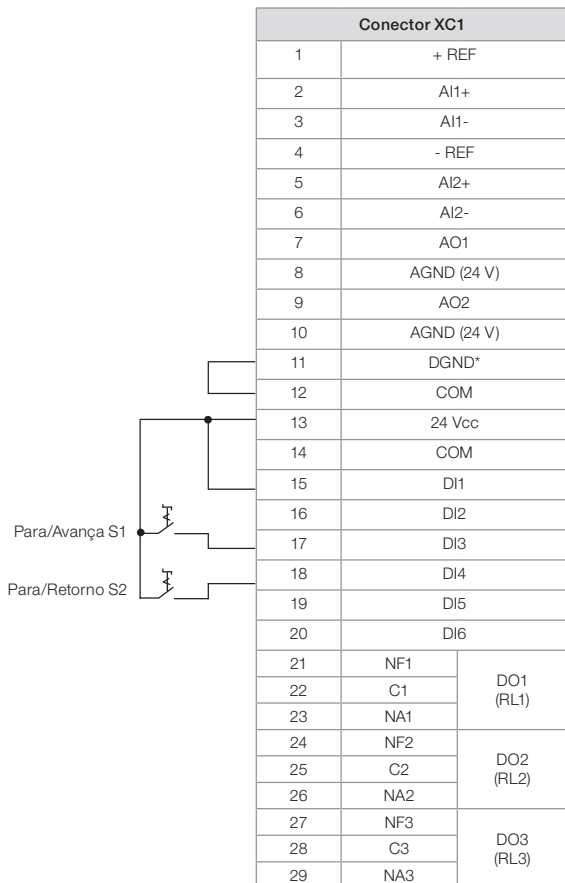 Conector XC1
1 + REF
2 AI1+
3 AI1-
4 - REF
5 AI2+
6 AI2-
7 AO1
8 AGND (24 V)
9 AO2
10 AGND (24 V)
11 DGND*
12 COM
13 24 Vcc
14 COM
15 DI1
16 DI2
Para/Avança S1
17 DI3
18 DI4
Para/Retorno S2
19 DI5
20 DI6
21 NF1
22 C1
23 NA1
DO1
(RL1)
24 NF2
25 C2
26 NA2
DO2
(RL2)
27 NF3
28 C3
29 NA3
DO3
(RL3)